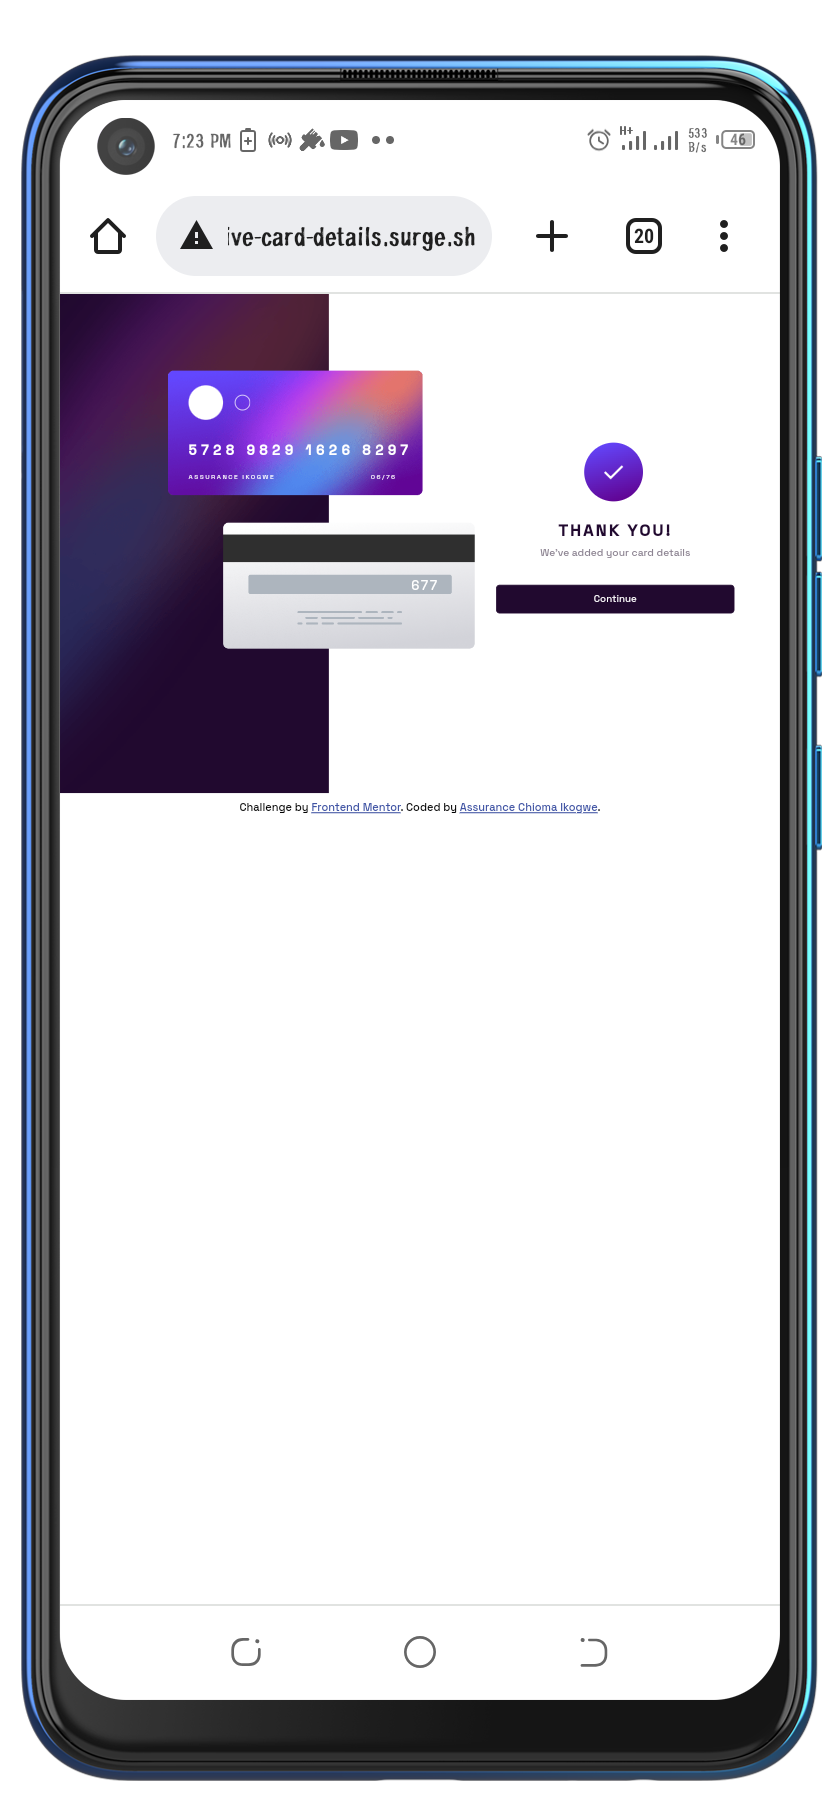 7:23 PM
H+
533
B/s
46
ive-card-details.surge.sh
20
5728 9829 1626 8297
ASSURANCE IKOGWE 06/76
677
THANK YOU!
We've added your card details
Continue
Challenge by Frontend Mentor. Coded by Assurance Chioma Ikogwe.